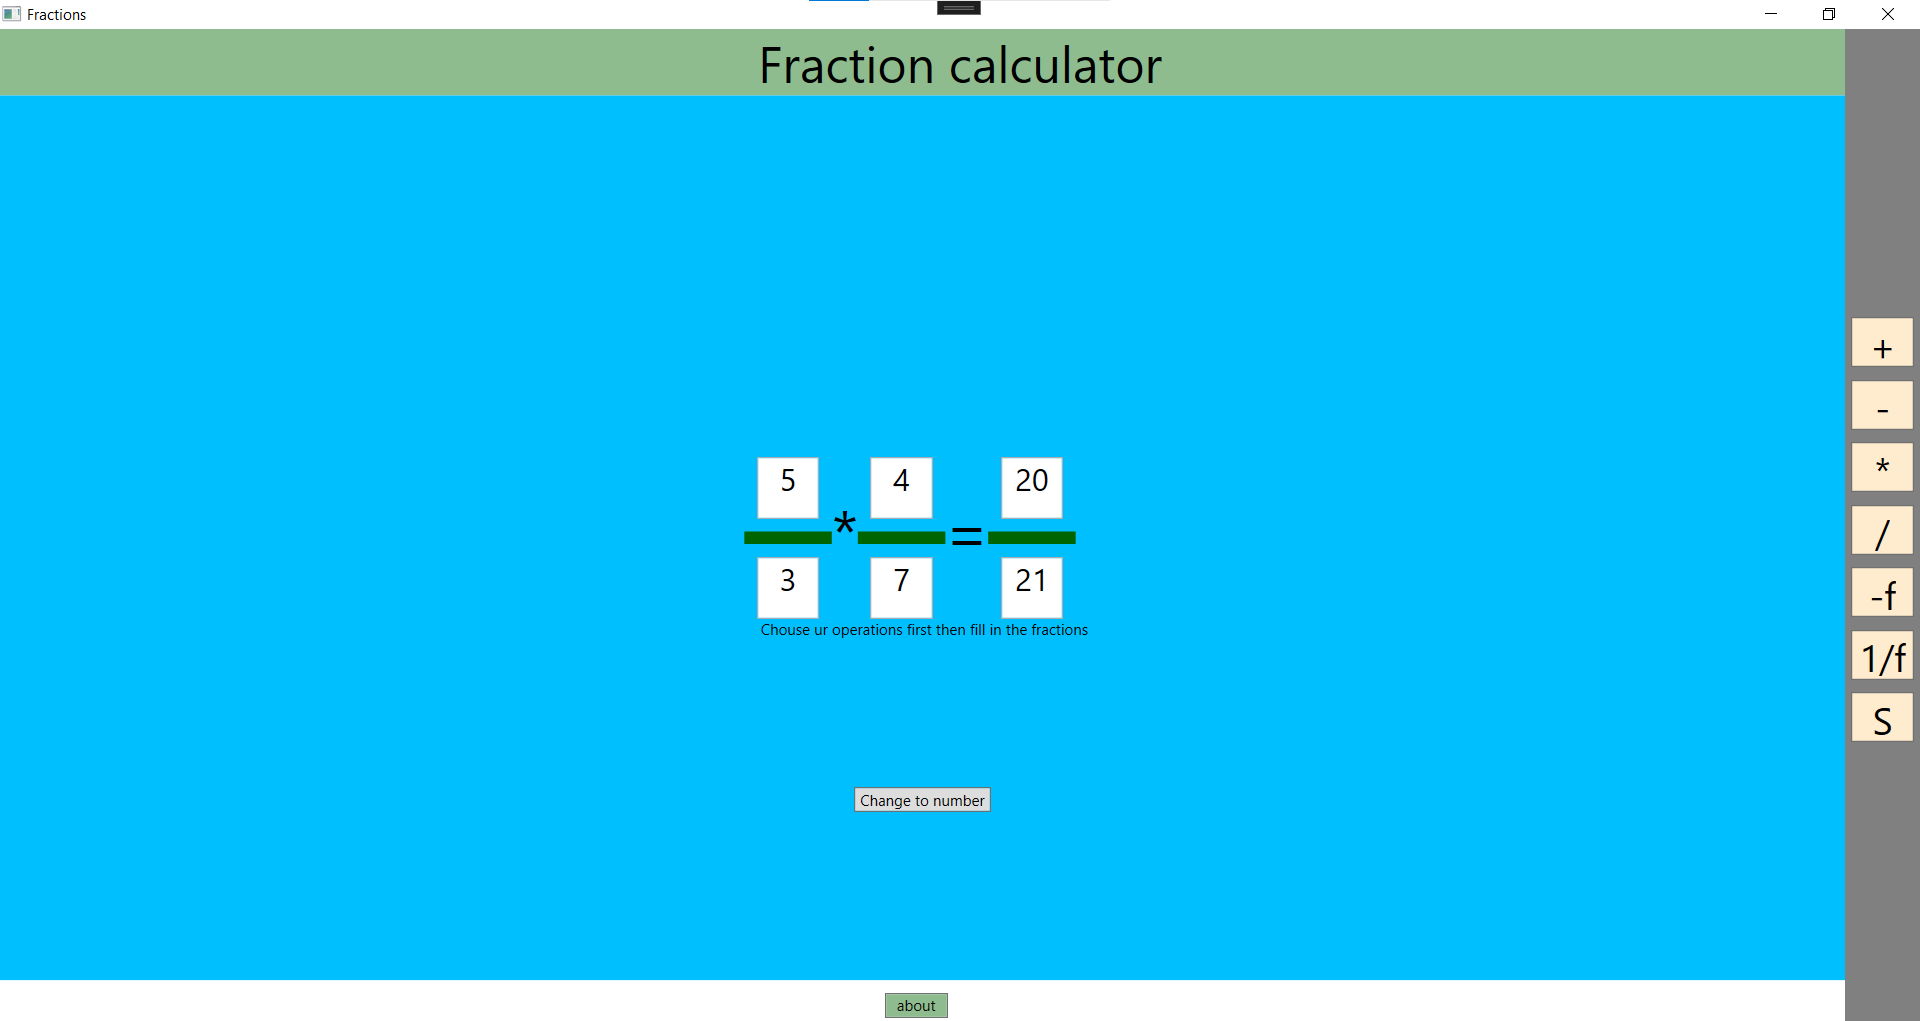 Fractions
Fraction calculator
+
-
*
/
-f
1/f
S
5 4 20
* =
3 7 21
Chouse ur operations first then fill in the fractions
Change to number
about